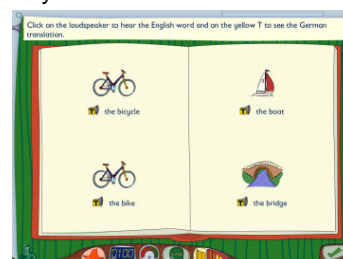 Click on the loudspeaker to hear the English word and on the yellow T to see the German
translation.
the bicycle
the boat
the bike
the bridge